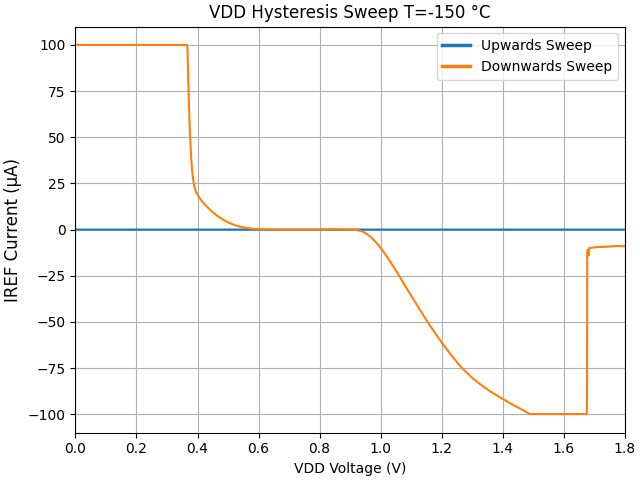 VDD Hysteresis Sweep T=-150 °C
Upwards Sweep
Downwards Sweep
IREF Current (μA)
100
75
50
25
0
−25
−50
−75
−100
0.0 0.2 0.4 0.6 0.8 1.0 1.2 1.4 1.6 1.8
VDD Voltage (V)